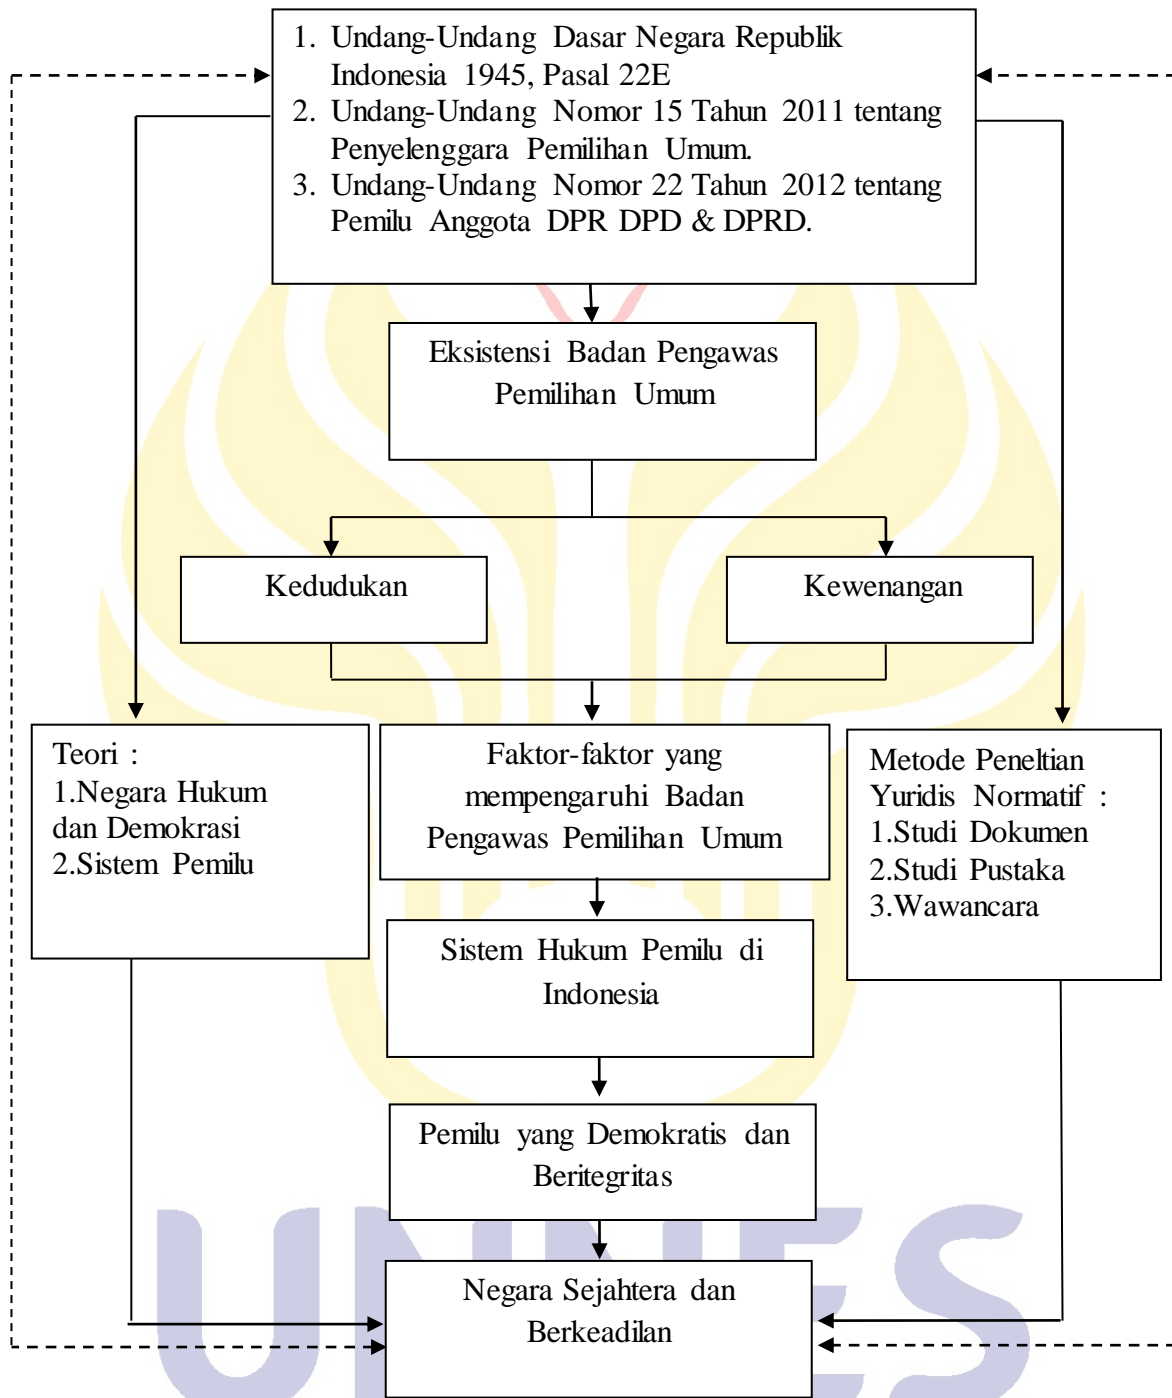 1. Undang-Undang Dasar Negara Republik
Indonesia 1945, Pasal 22E
2. Undang-Undang Nomor 15 Tahun 2011 tentang
Penyelenggara Pemilihan Umum.
3. Undang-Undang Nomor 22 Tahun 2012 tentang
Pemilu Anggota DPR DPD & DPRD.
Eksistensi Badan Pengawas
Pemilihan Umum
Kedudukan
Kewenangan
Teori :
1.Negara Hukum
dan Demokrasi
2.Sistem Pemilu
Faktor-faktor yang
mempengaruhi Badan
Pengawas Pemilihan Umum
Metode Peneltian
Yuridis Normatif :
1.Studi Dokumen
2.Studi Pustaka
3.Wawancara
Sistem Hukum Pemilu di
Indonesia
Pemilu yang Demokratis dan
Beritegritas
Negara Sejahtera dan
Berkeadilan
UNNES